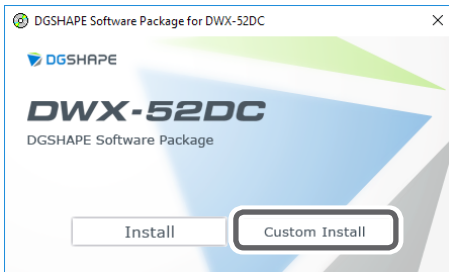 DGSHAPE Software Package for DWX-52DC
DGSHAPE
DWX-52DC
DGSHAPE Software Package
Install
Custom Install